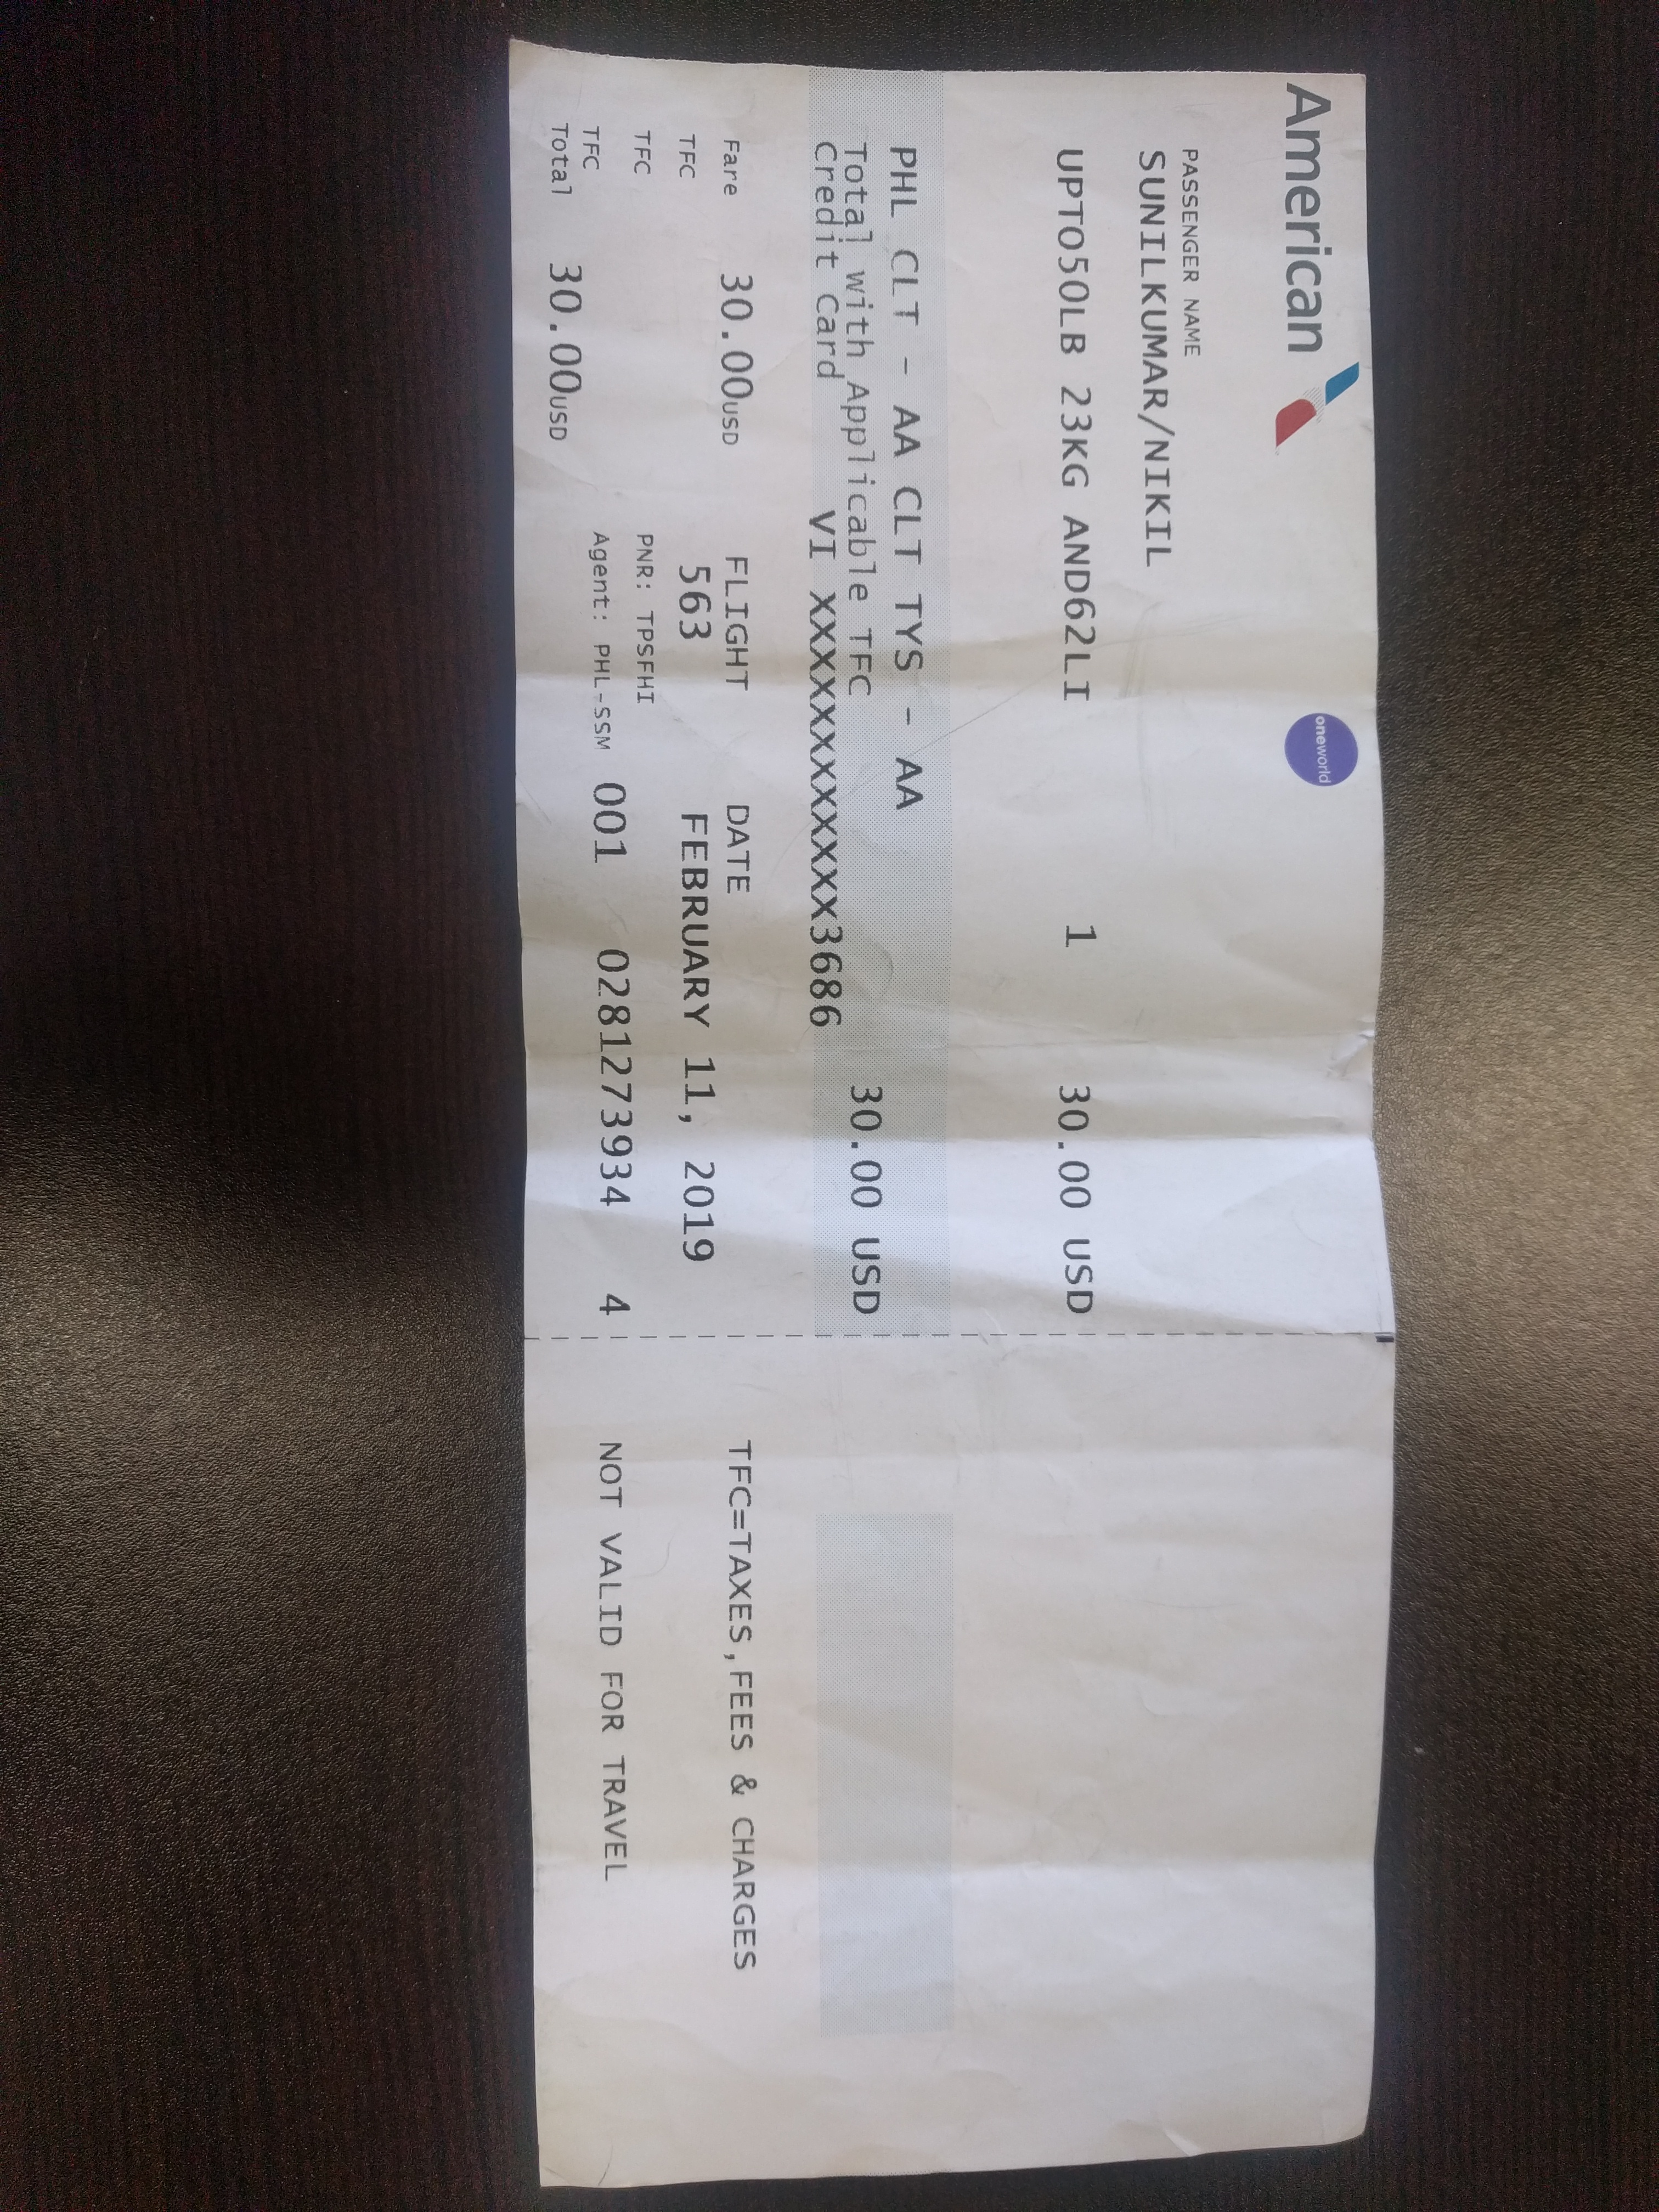 American
oneworld
PASSENGER NAME
SUNILKUMAR/NIKIL
UPTO50LB 23KG AND62LI 1 30.00 USD
PHL CLT - AA CLT TYS - AA
Total with Applicable TFC 30.00 USD
Credit Card VI XXXXXXXXXXXX3686
Fare 30.00USD FLIGHT DATE TFC=TAXES,FEES & CHARGES
TFC 563 FEBRUARY 11, 2019
TFC PNR: TPSFHI
TFC Agent: PHL-SSM 001 0281273934 4 NOT VALID FOR TRAVEL
Total 30.00USD